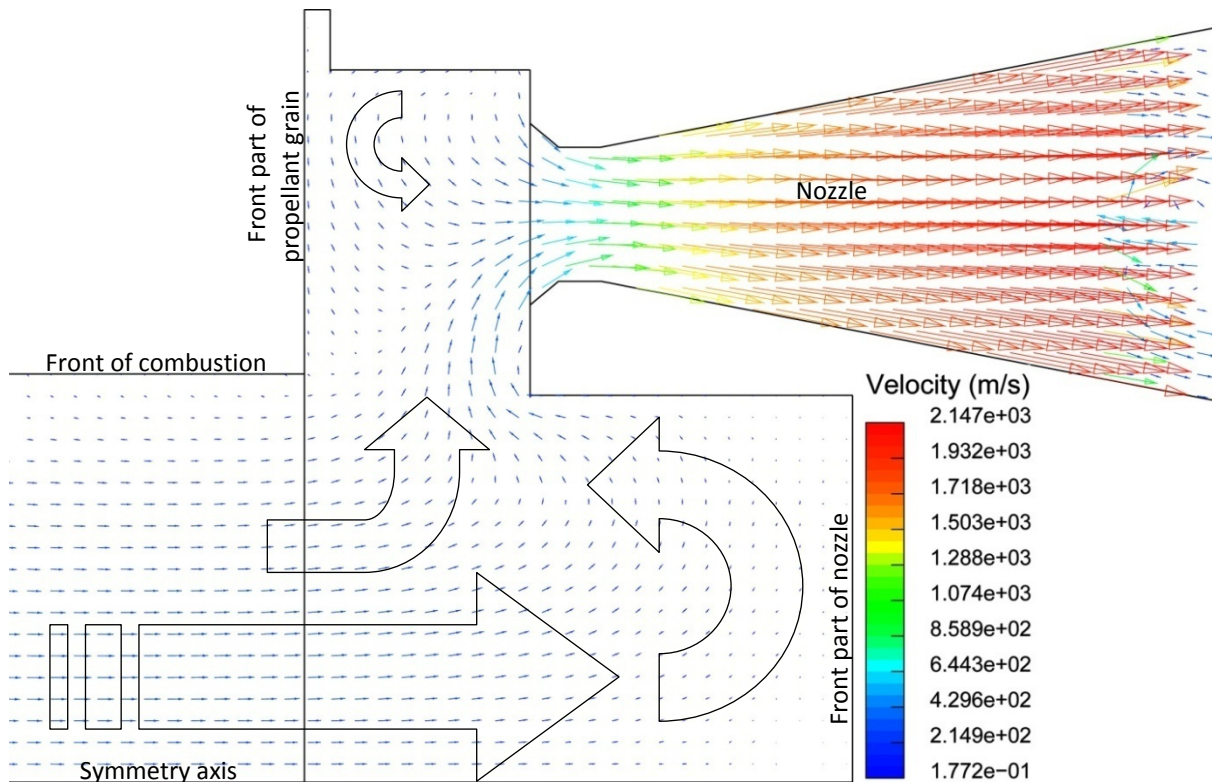 Front part of
propellant grain
Nozzle
Front of combustion
Velocity (m/s)
2.147e+03
1.932e+03
1.718e+03
1.503e+03
1.288e+03
1.074e+03
8.589e+02
6.443e+02
4.296e+02
2.149e+02
1.772e−01
Front part of nozzle
Symmetry axis